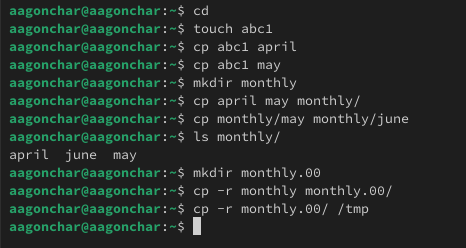 aagonchar@aagonchar:~$ cd
aagonchar@aagonchar:~$ touch abc1
aagonchar@aagonchar:~$ cp abc1 april
aagonchar@aagonchar:~$ cp abc1 may
aagonchar@aagonchar:~$ mkdir monthly
aagonchar@aagonchar:~$ cp april may monthly/
aagonchar@aagonchar:~$ cp monthly/may monthly/june
aagonchar@aagonchar:~$ ls monthly/
april  june  may
aagonchar@aagonchar:~$ mkdir monthly.00
aagonchar@aagonchar:~$ cp -r monthly monthly.00/
aagonchar@aagonchar:~$ cp -r monthly.00/ /tmp
aagonchar@aagonchar:~$